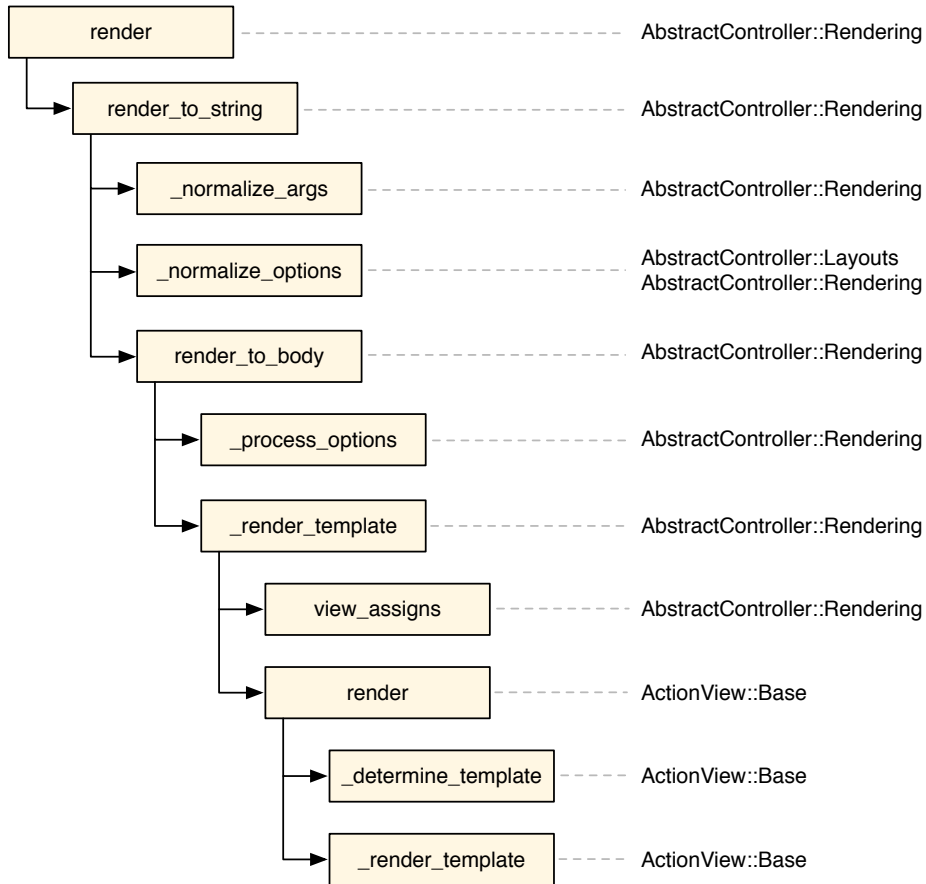 render AbstractController::Rendering
render_to_string AbstractController::Rendering
_normalize_args AbstractController::Rendering
_normalize_options AbstractController::Layouts
AbstractController::Rendering
render_to_body AbstractController::Rendering
_process_options AbstractController::Rendering
_render_template AbstractController::Rendering
view_assigns AbstractController::Rendering
render ActionView::Base
_determine_template ActionView::Base
_render_template ActionView::Base